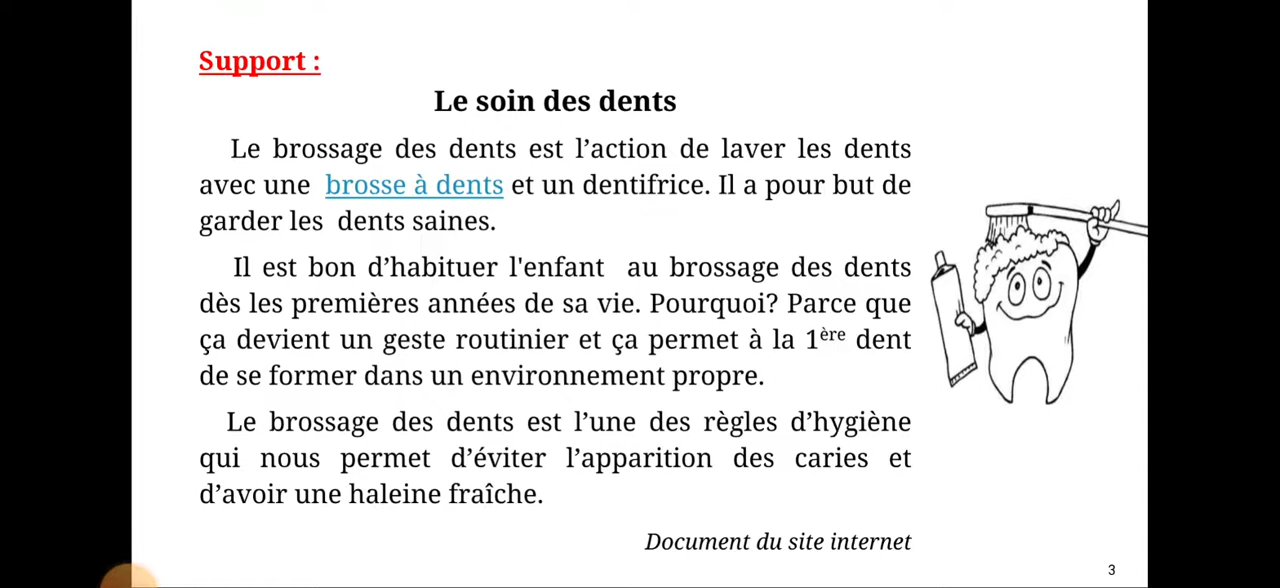 Support :
Le soin des dents
Le brossage des dents est l’action de laver les dents
avec une brosse à dents et un dentifrice. Il a pour but de
garder les dents saines.
Il est bon d’habituer l'enfant au brossage des dents
dès les premières années de sa vie. Pourquoi? Parce que
ça devient un geste routinier et ça permet à la 1ère dent
de se former dans un environnement propre.
Le brossage des dents est l’une des règles d’hygiène
qui nous permet d’éviter l’apparition des caries et
d’avoir une haleine fraîche.
Document du site internet
3